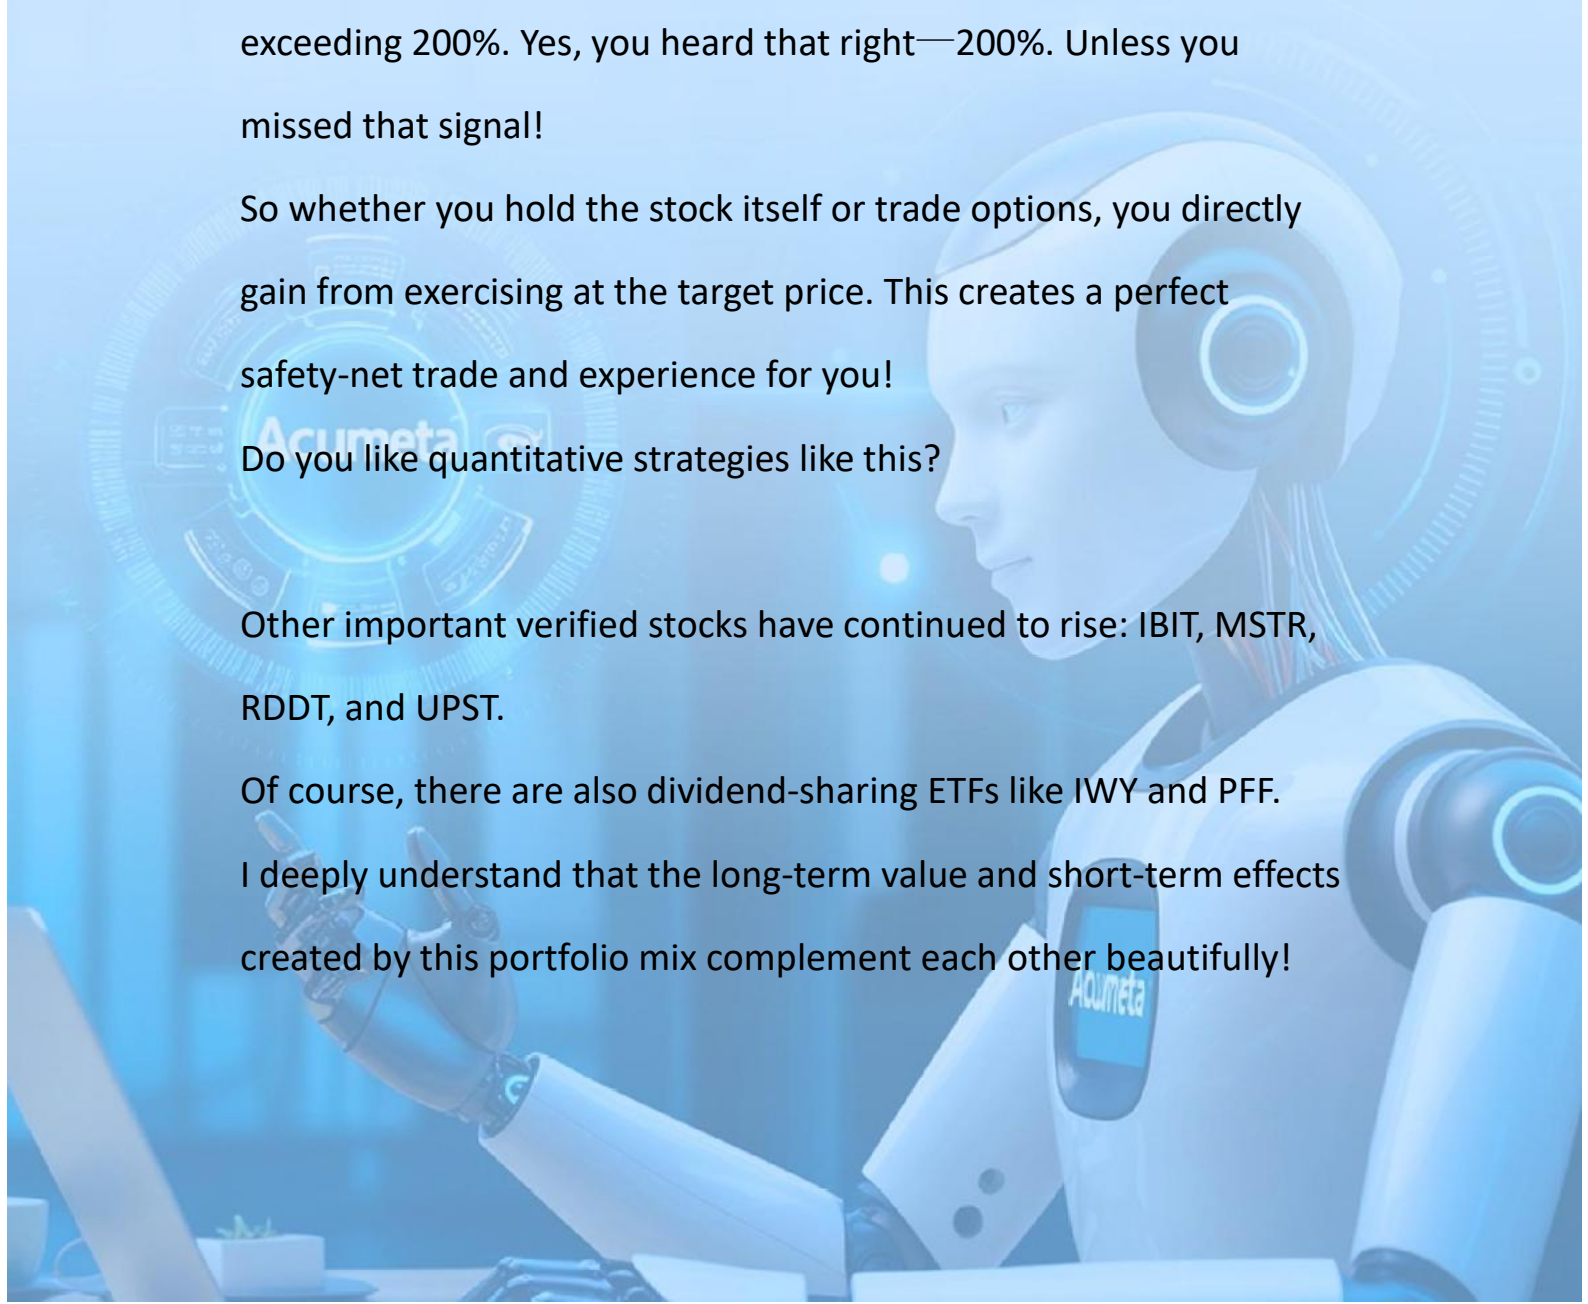 exceeding 200%. Yes, you heard that right—200%. Unless you
missed that signal!
So whether you hold the stock itself or trade options, you directly
gain from exercising at the target price. This creates a perfect
safety-net trade and experience for you!
Acumeta
Do you like quantitative strategies like this?
Other important verified stocks have continued to rise: IBIT, MSTR,
RDDT, and UPST.
Of course, there are also dividend-sharing ETFs like IWY and PFF.
I deeply understand that the long-term value and short-term effects
created by this portfolio mix complement each other beautifully!
Acumeta